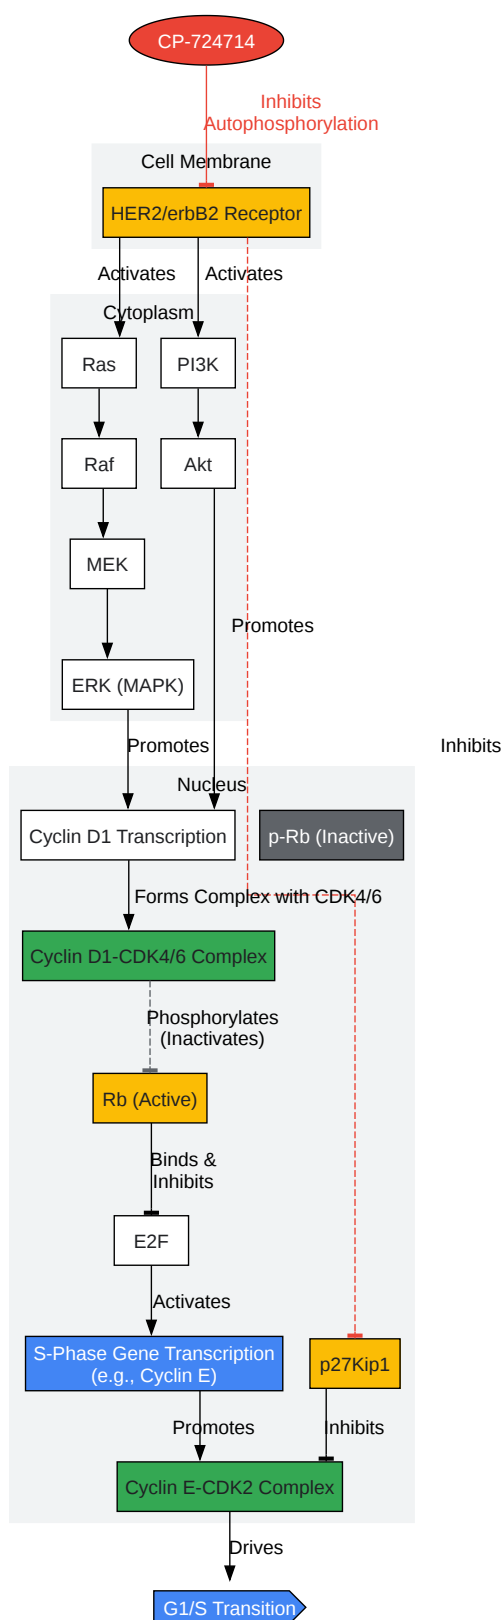 CP-724714
Inhibits
Autophosphorylation
Cell Membrane
HER2/erbB2 Receptor
Activates
Activates
Cytoplasm
Ras
PI3K
Raf
Akt
MEK
Promotes
ERK (MAPK)
Promotes
Inhibits
Nucleus
Cyclin D1 Transcription
p-Rb (Inactive)
Forms Complex with CDK4/6
Cyclin D1-CDK4/6 Complex
Phosphorylates
(Inactivates)
Rb (Active)
Binds &
Inhibits
E2F
Activates
S-Phase Gene Transcription
(e.g., Cyclin E)
p27Kip1
Promotes
Inhibits
Cyclin E-CDK2 Complex
Drives
G1/S Transition